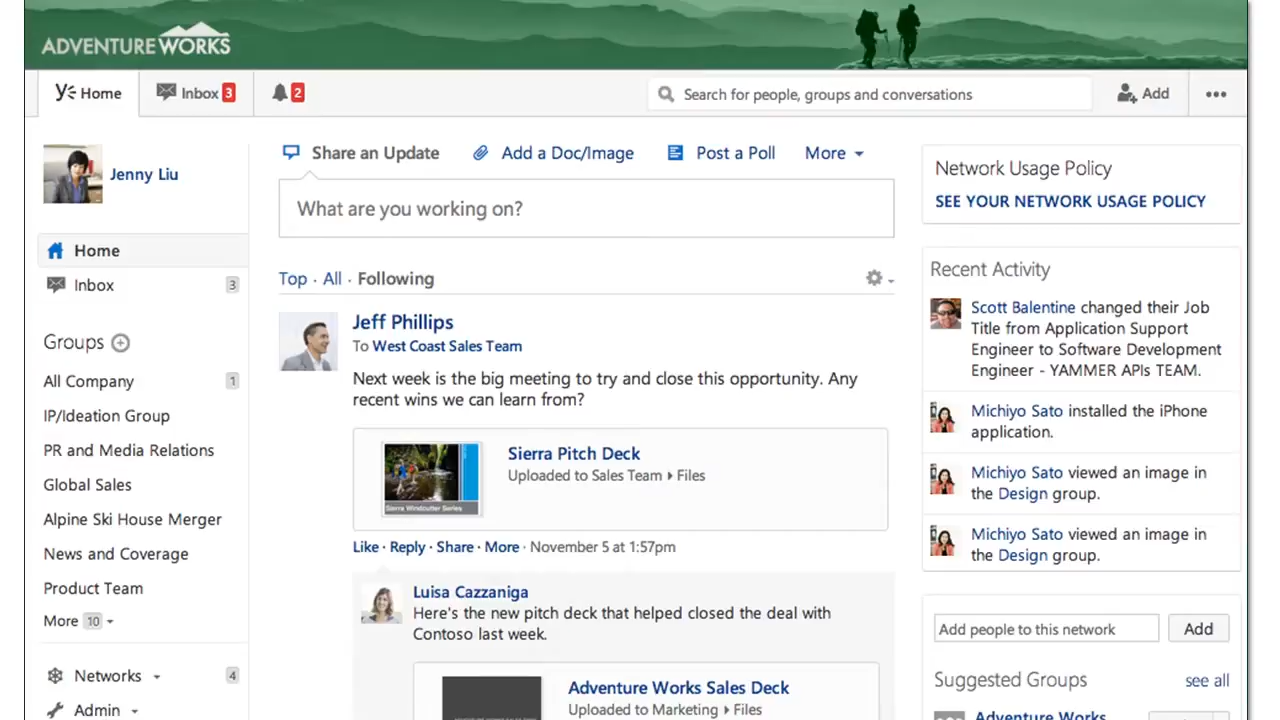 ADVENTURE WORKS
Home
Inbox 3
2
Search for people, groups and conversations
Add
Jenny Liu
Home
Inbox 3
Groups
All Company 1
IP/Ideation Group
PR and Media Relations
Global Sales
Alpine Ski House Merger
News and Coverage
Product Team
More 10
Networks 4
Admin
Share an Update
Add a Doc/Image
Post a Poll
More
What are you working on?
Top · All · Following
Jeff Phillips
To West Coast Sales Team
Next week is the big meeting to try and close this opportunity. Any
recent wins we can learn from?
Sierra Windcutter Series
Sierra Pitch Deck
Uploaded to Sales Team Files
Like · Reply · Share · More · November 5 at 1:57pm
Luisa Cazzaniga
Here's the new pitch deck that helped closed the deal with
Contoso last week.
Adventure Works Sales Deck
Uploaded to Marketing Files
Network Usage Policy
SEE YOUR NETWORK USAGE POLICY
Recent Activity
Scott Balentine changed their Job
Title from Application Support
Engineer to Software Development
Engineer - YAMMER APIs TEAM.
Michiyo Sato installed the iPhone
application.
Michiyo Sato viewed an image in
the Design group.
Michiyo Sato viewed an image in
the Design group.
Add people to this network
Add
Suggested Groups
see all
Adventure Works